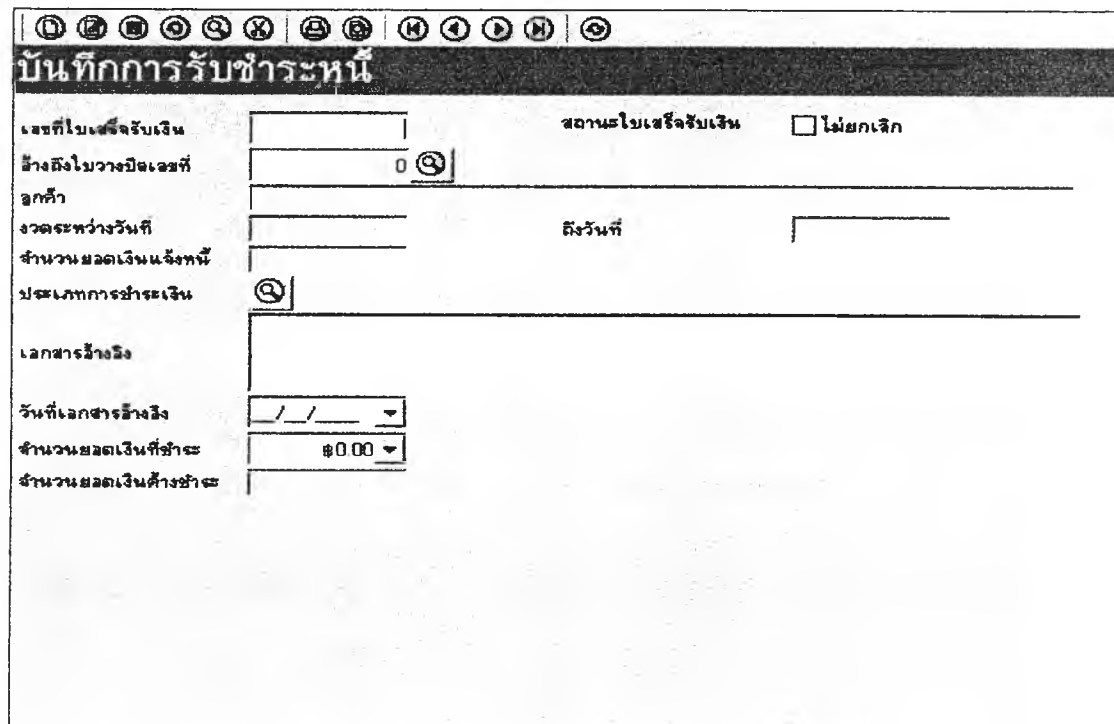 บันทึกการรับชำระหนี้
เลขที่ใบเสร็จรับเงิน สถานะใบเสร็จรับเงิน ไม่ยกเลิก
อ้างถึงใบวางบิลเลขที่ 0
ลูกค้า
งวดระหว่างวันที่ ถึงวันที่
จำนวนยอดเงินแจ้งหนี้
ประเภทการชำระเงิน
เอกสารอ้างอิง
วันที่เอกสารอ้างอิง __/__/____
จำนวนยอดเงินที่ชำระ ฿0.00
จำนวนยอดเงินค้างชำระ